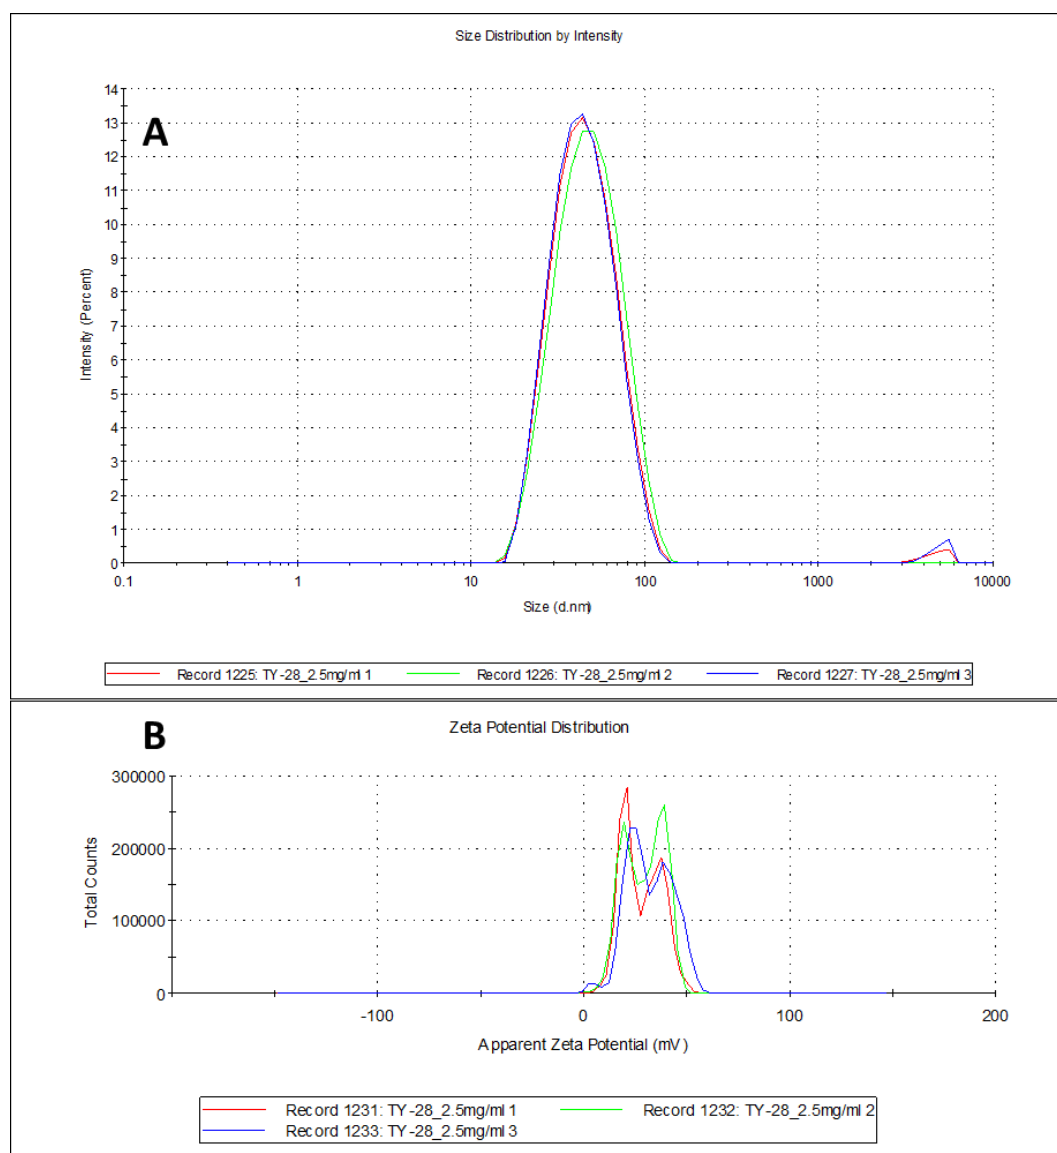 Size Distribution by Intensity
A
14
13
12
11
10
9
8
7
6
5
4
3
2
1
0
Intensity (Percent)
0.1 1 10 100 1000 10000
Size (d.nm)
Record 1225: TY-28_2.5mg/ml 1 Record 1226: TY-28_2.5mg/ml 2 Record 1227: TY-28_2.5mg/ml 3
B
Zeta Potential Distribution
300000
200000
100000
0
Total Counts
-100 0 100 200
Apparent Zeta Potential (mV)
Record 1231: TY-28_2.5mg/ml 1 Record 1232: TY-28_2.5mg/ml 2
Record 1233: TY-28_2.5mg/ml 3